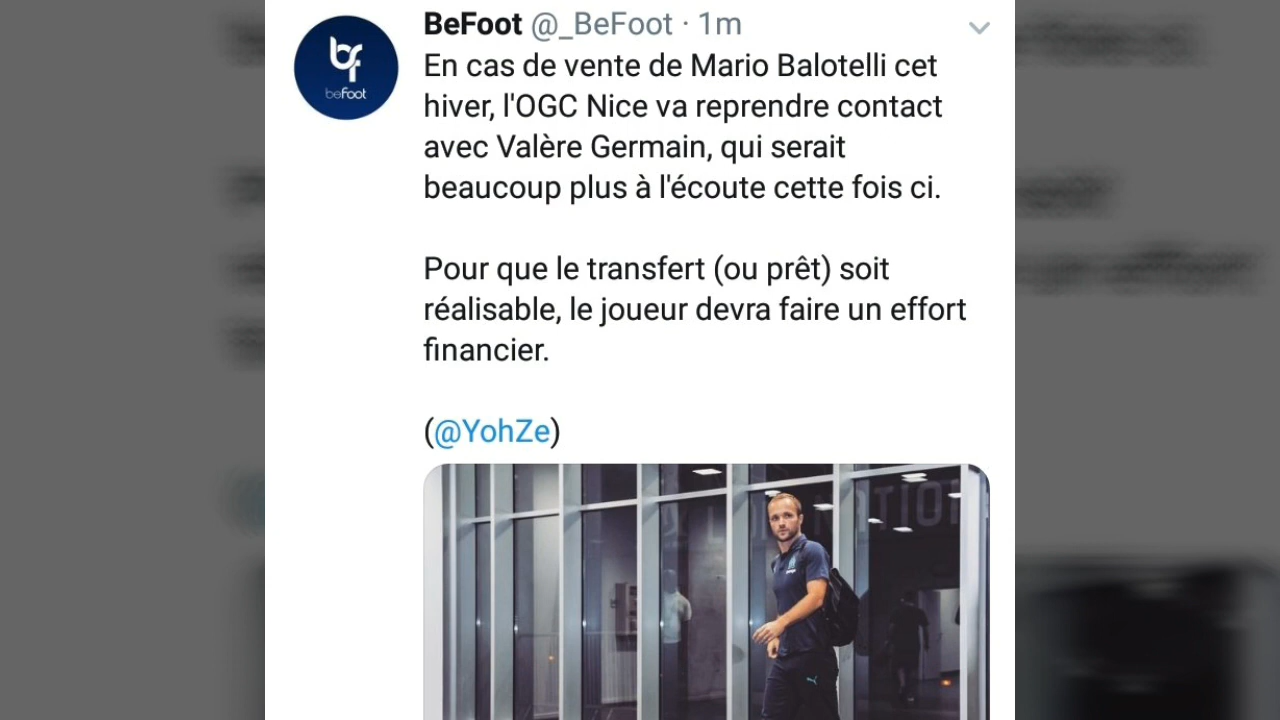 BeFoot @_BeFoot · 1m
bf
befoot
En cas de vente de Mario Balotelli cet
hiver, l'OGC Nice va reprendre contact
avec Valère Germain, qui serait
beaucoup plus à l'écoute cette fois ci.
Pour que le transfert (ou prêt) soit
réalisable, le joueur devra faire un effort
financier.
(@YohZe)